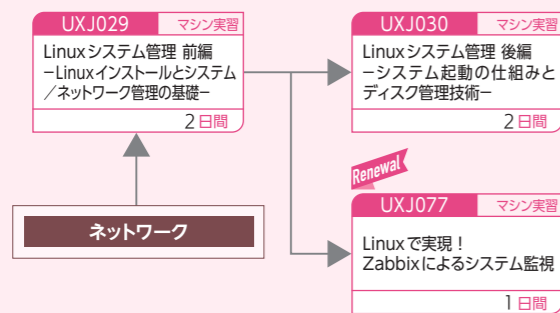 UXJ029 マシン実習
Linuxシステム管理 前編
−Linuxインストールとシステム
／ネットワーク管理の基礎−
2日間
ネットワーク
UXJ030 マシン実習
Linuxシステム管理 後編
−システム起動の仕組みと
ディスク管理技術−
2日間
Renewal
UXJ077 マシン実習
Linuxで実現！
Zabbixによるシステム監視
1日間